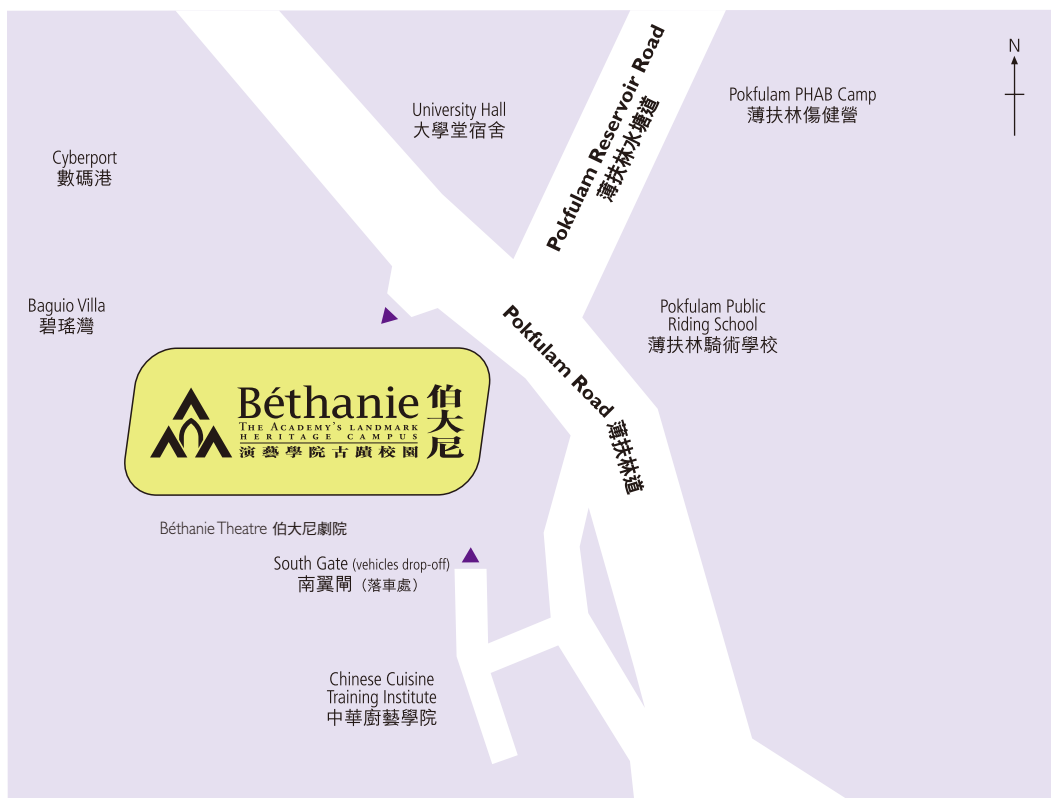 N
Pokfulam Reservoir Road
薄扶林水塘道
University Hall
大學堂宿舍
Pokfulam PHAB Camp
薄扶林傷健營
Cyberport
數碼港
Baguio Villa
碧瑤灣
Pokfulam Public
Riding School
薄扶林騎術學校
Pokfulam Road 薄扶林道
Béthanie 伯大尼
THE ACADEMY'S LANDMARK
HERITAGE CAMPUS
演藝學院古蹟校園
Béthanie Theatre 伯大尼劇院
South Gate (vehicles drop-off)
南翼閘（落車處）
Chinese Cuisine
Training Institute
中華廚藝學院